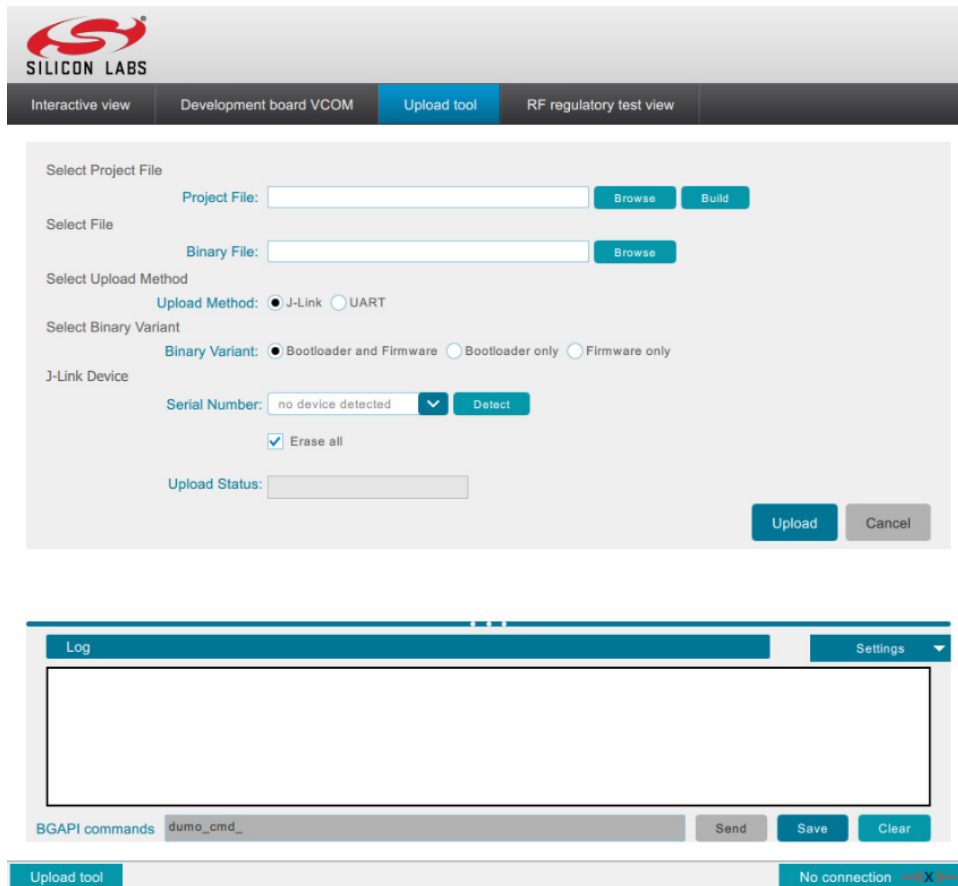 SILICON LABS
Interactive view Development board VCOM Upload tool RF regulatory test view
Select Project File
Project File: Browse Build
Select File
Binary File: Browse
Select Upload Method
Upload Method: J-Link UART
Select Binary Variant
Binary Variant: Bootloader and Firmware Bootloader only Firmware only
J-Link Device
Serial Number: no device detected Detect
Erase all
Upload Status:
Upload Cancel
Log Settings
BGAPI commands dumo_cmd_ Send Save Clear
Upload tool No connection X